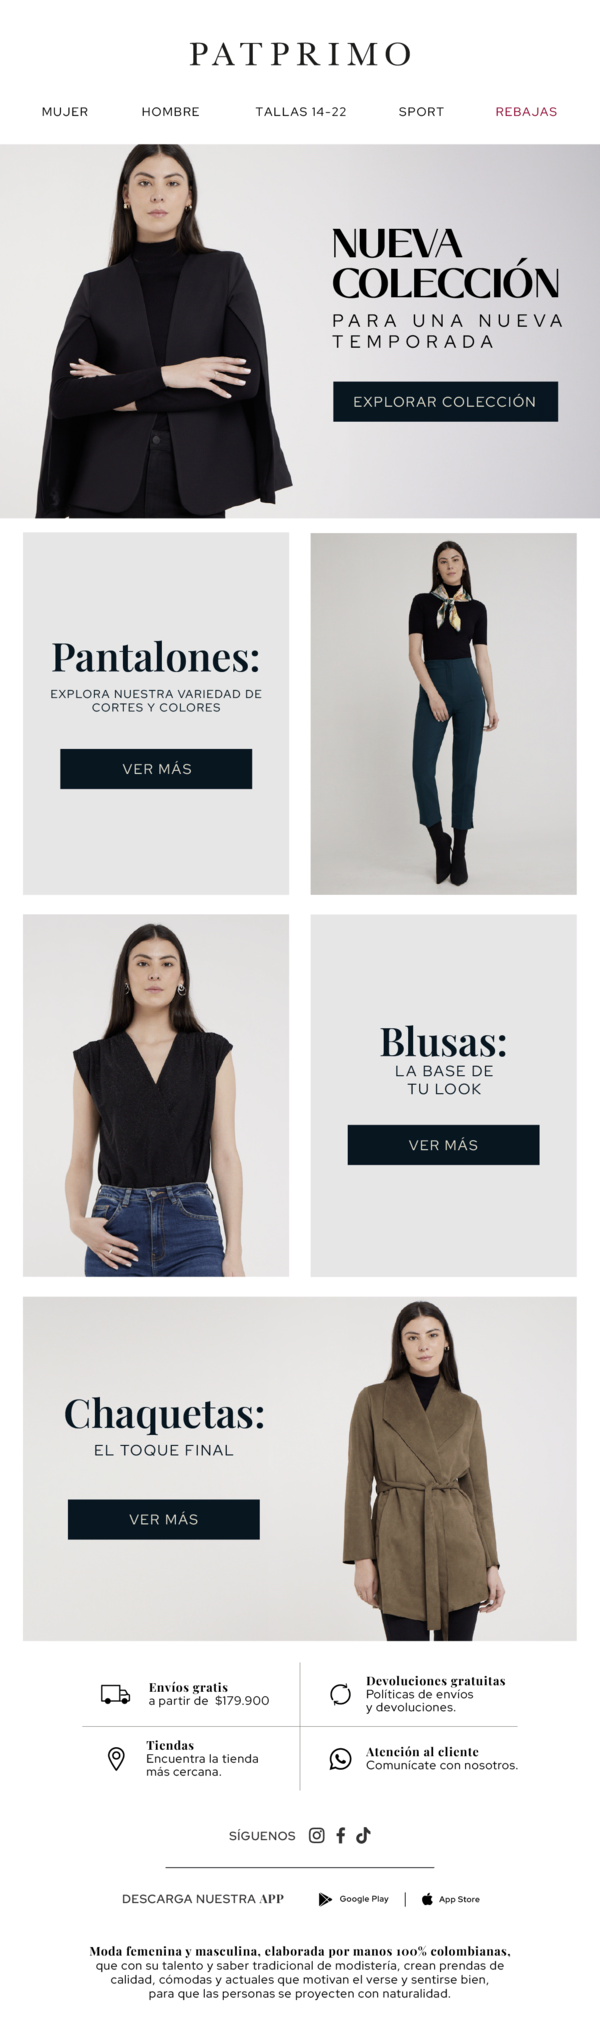 PATPRIMO
MUJER HOMBRE TALLAS 14-22 SPORT REBAJAS
NUEVA
COLECCIÓN
PARA UNA NUEVA
TEMPORADA
EXPLORAR COLECCIÓN
Pantalones:
EXPLORA NUESTRA VARIEDAD DE
CORTES Y COLORES
VER MÁS
Blusas:
LA BASE DE
TU LOOK
VER MÁS
Chaquetas:
EL TOQUE FINAL
VER MÁS
Envíos gratis
a partir de $179.900
Devoluciones gratuitas
Políticas de envíos
y devoluciones.
Tiendas
Encuentra la tienda
más cercana.
Atención al cliente
Comunícate con nosotros.
SÍGUENOS
DESCARGA NUESTRA APP Google Play | App Store
Moda femenina y masculina, elaborada por manos 100% colombianas,
que con su talento y saber tradicional de modistería, crean prendas de
calidad, cómodas y actuales que motivan el verse y sentirse bien,
para que las personas se proyecten con naturalidad.